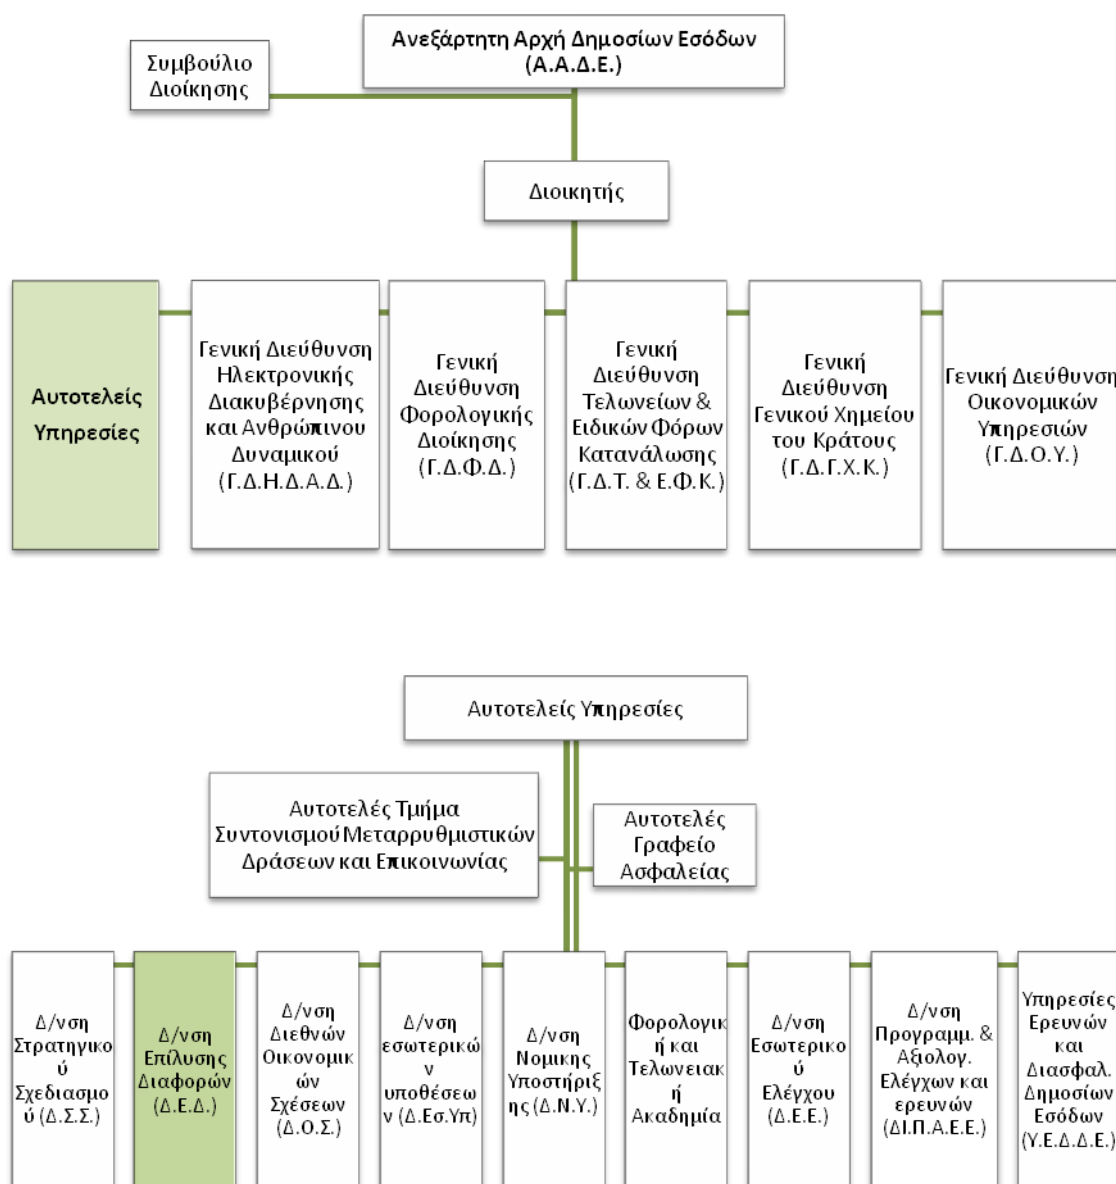 Ανεξάρτητη Αρχή Δημοσίων Εσόδων
(Α.Α.Δ.Ε.)
Συμβούλιο
Διοίκησης
Διοικητής
Αυτοτελείς
Υπηρεσίες
Γενική Διεύθυνση
Ηλεκτρονικής
Διακυβέρνησης
και Ανθρώπινου
Δυναμικού
(Γ.Δ.Η.Δ.Α.Δ.)
Γενική
Διεύθυνση
Φορολογικής
Διοίκησης
(Γ.Δ.Φ.Δ.)
Γενική
Διεύθυνση
Τελωνείων &
Ειδικών Φόρων
Κατανάλωσης
(Γ.Δ.Τ. & Ε.Φ.Κ.)
Γενική
Διεύθυνση
Γενικού Χημείου
του Κράτους
(Γ.Δ.Γ.Χ.Κ.)
Γενική Διεύθυνση
Οικονομικών
Υπηρεσιών
(Γ.Δ.Ο.Υ.)
Αυτοτελείς Υπηρεσίες
Αυτοτελές Τμήμα
Συντονισμού Μεταρρυθμιστικών
Δράσεων και Επικοινωνίας
Αυτοτελές
Γραφείο
Ασφαλείας
Δ/νση
Στρατηγικο
ύ
Σχεδιασμο
ύ (Δ.Σ.Σ.)
Δ/νση
Επίλυσης
Διαφορών
(Δ.Ε.Δ.)
Δ/νση
Διεθνών
Οικονομικ
ών
Σχέσεων
(Δ.Ο.Σ.)
Δ/νση
εσωτερικώ
ν
υποθέσεω
ν (Δ.Εσ.Υπ)
Δ/νση
Νομικης
Υποστήριξ
ης (Δ.Ν.Υ.)
Φορολογικ
ή και
Τελωνειακ
ή
Ακαδημία
Δ/νση
Εσωτερικο
ύ
Ελέγχου
(Δ.Ε.Ε.)
Δ/νση
Προγραμμ. &
Αξιολογ.
Ελέγχων και
ερευνών
(ΔΙ.Π.Α.Ε.Ε.)
Υπηρεσίες
Ερευνών
και
Διασφαλ.
Δημοσίων
Εσόδων
(Υ.Ε.Δ.Δ.Ε.)